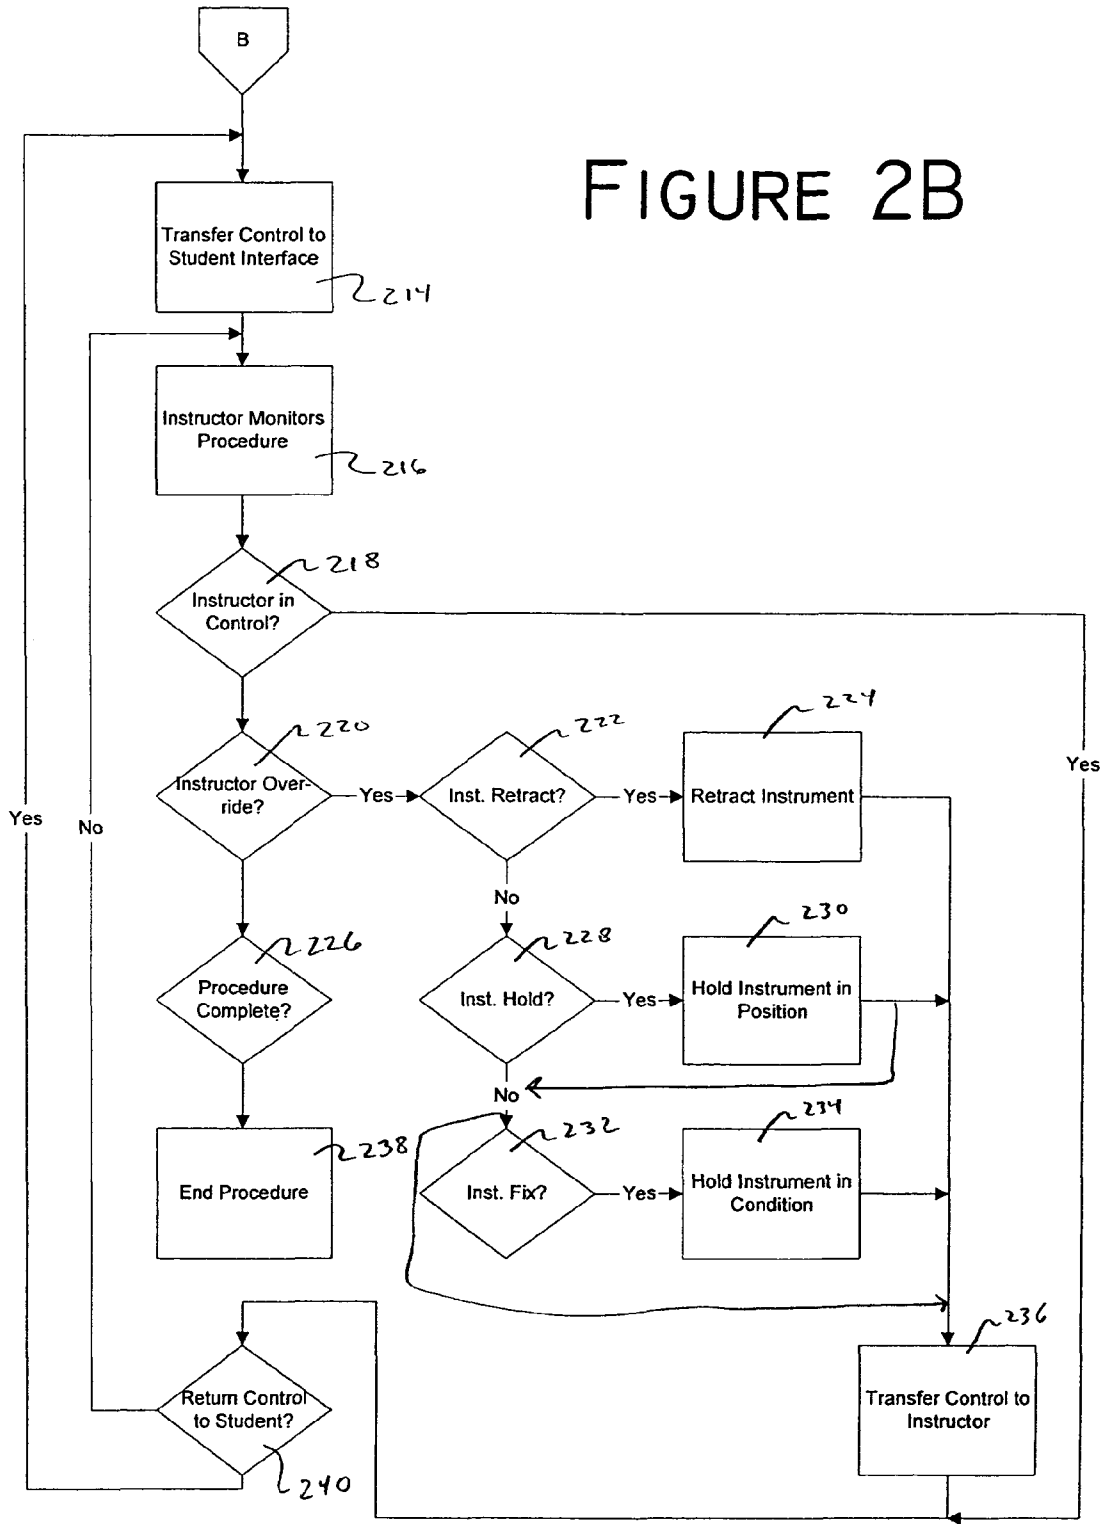 B
FIGURE 2B
Transfer Control to
Student Interface
214
Instructor Monitors
Procedure
216
218
Instructor in
Control?
220
Instructor Over-
ride?
Yes
222
Inst. Retract?
Yes
224
Retract Instrument
Yes
Yes
No
No
226
Procedure
Complete?
228
Inst. Hold?
Yes
230
Hold Instrument in
Position
No
238
End Procedure
232
Inst. Fix?
Yes
234
Hold Instrument in
Condition
236
Transfer Control to
Instructor
Return Control
to Student?
240